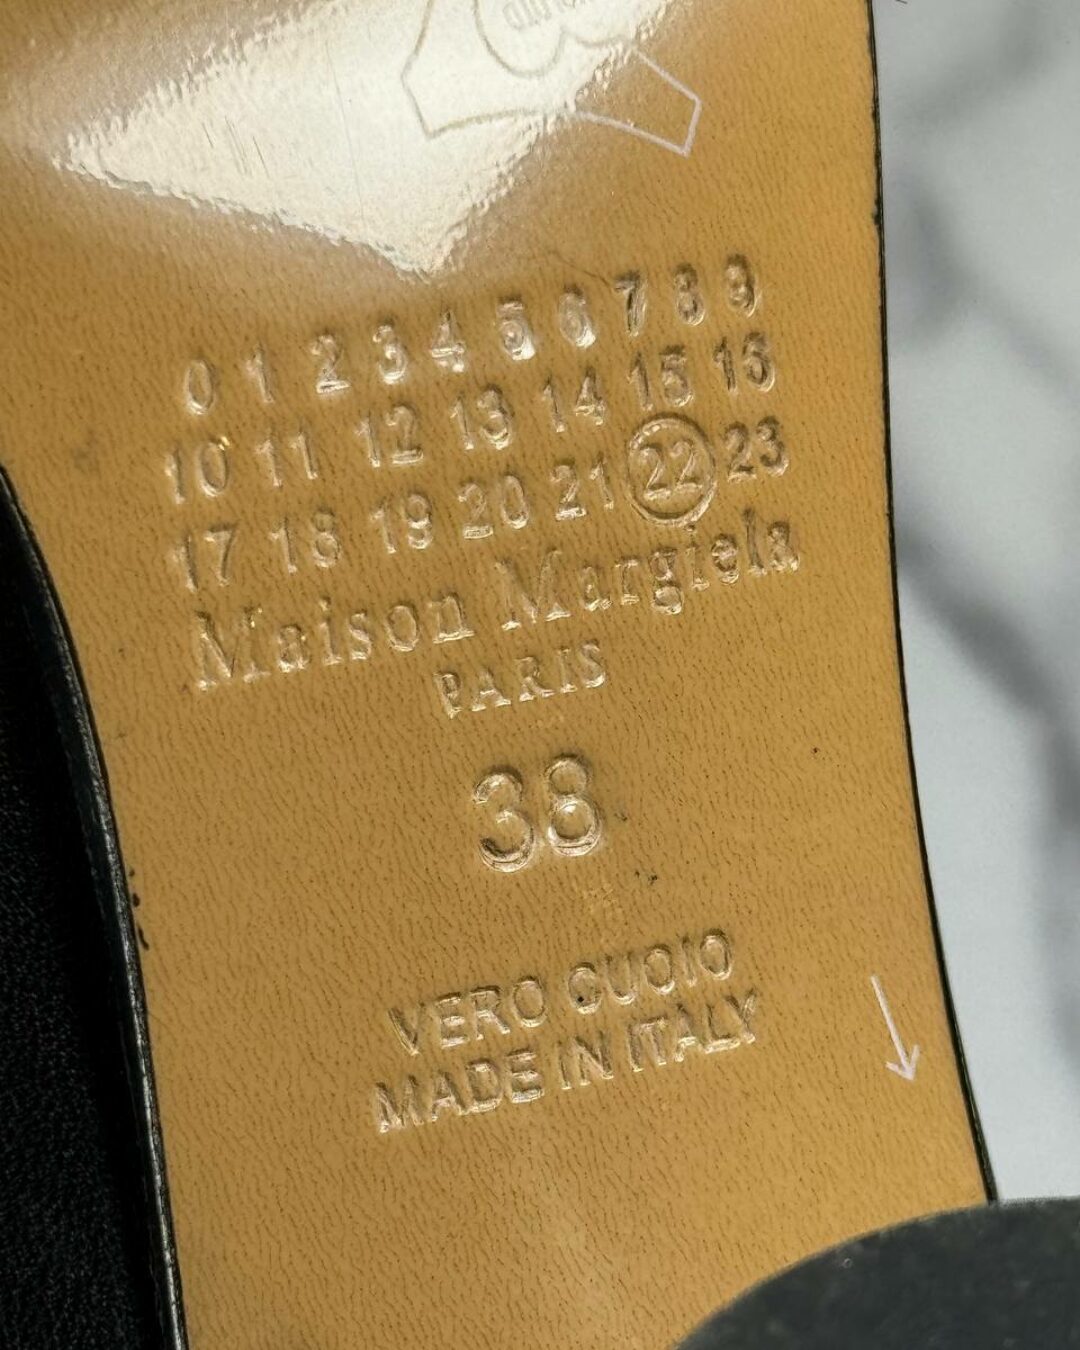 0 1 2 3 4 5 6 7 8 9
10 11 12 13 14 15 16
17 18 19 20 21 22 23
Maison Margiela
PARIS
38
VERO CUOIO
MADE IN ITALY